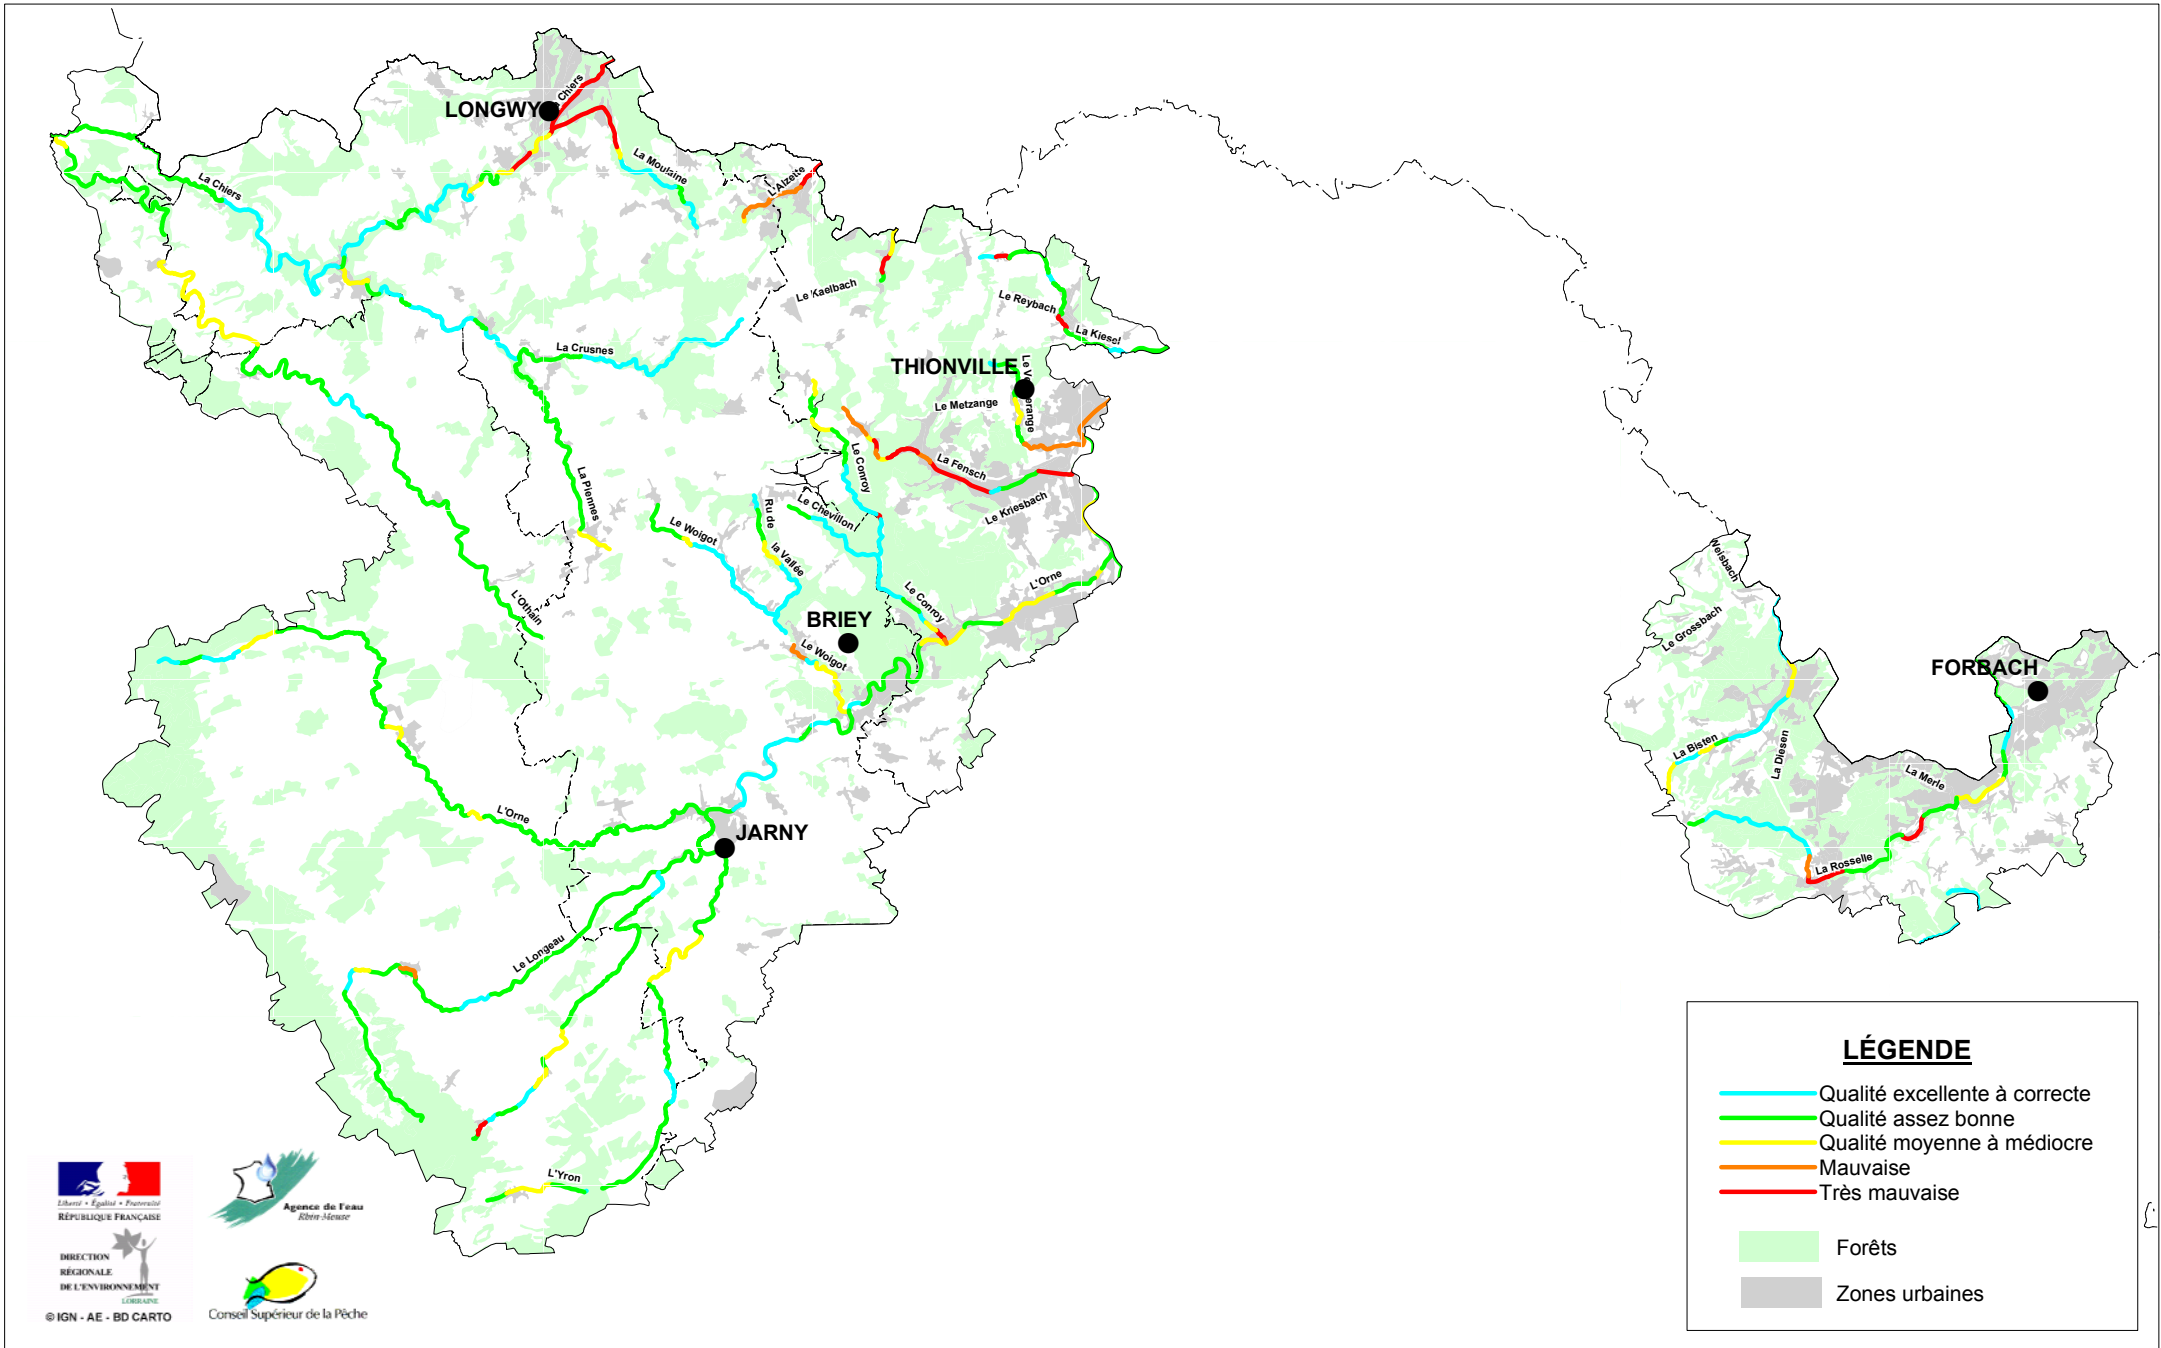 LONGWY
Chiers
La Moulaine
L'Alzette
La Chiers
Le Kaelbach
Le Reybach
La Kiesel
La Crusnes
THIONVILLE
Le Metzange
La Piennes
Le Conroy
La Fensch
Le Kriesbach
Le Chevillon
Ru de
la Vallée
Le Woigot
L'Othain
L'Orne
Le Conroy
BRIEY
Le Woigot
Weisbach
Le Grossbach
FORBACH
La Bisten
La Diesen
La Merle
La Rosselle
L'Orne
JARNY
Le Longeau
L'Yron
LÉGENDE
Qualité excellente à correcte
Qualité assez bonne
Qualité moyenne à médiocre
Mauvaise
Très mauvaise
Forêts
Zones urbaines
Liberté • Égalité • Fraternité
RÉPUBLIQUE FRANÇAISE
Agence de l'eau
Rhin-Meuse
DIRECTION
RÉGIONALE
DE L'ENVIRONNEMENT
LORRAINE
© IGN - AE - BD CARTO
Conseil Supérieur de la Pêche